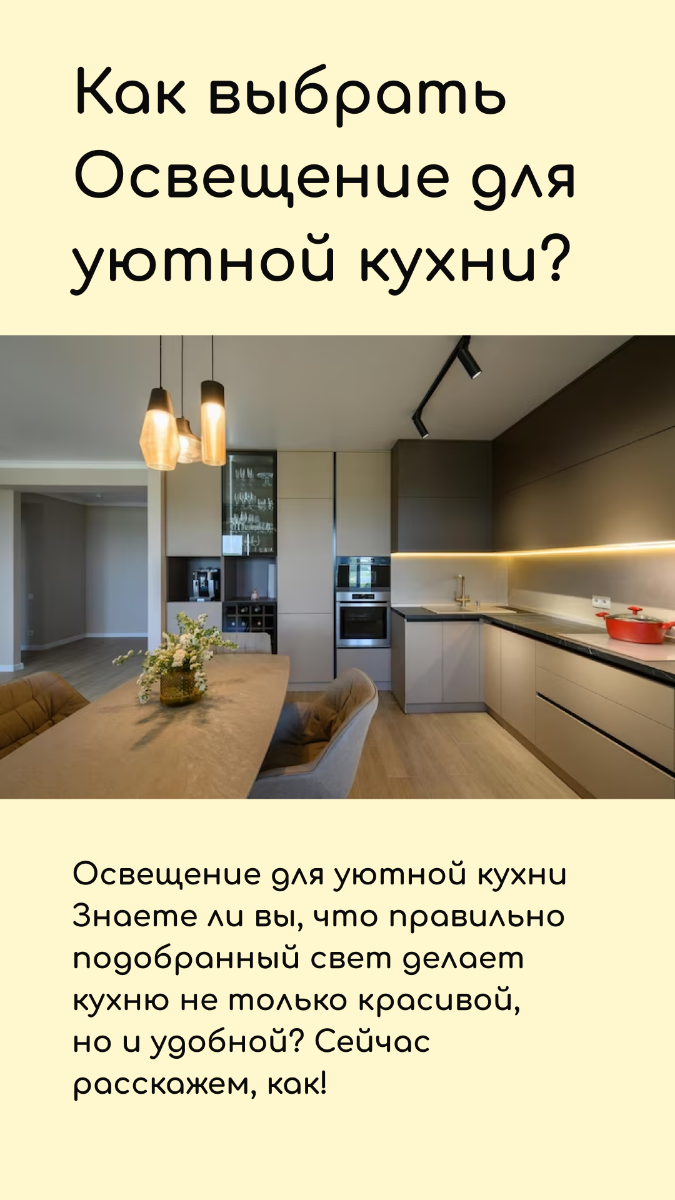 Как выбрать
Освещение для
уютной кухни?
Освещение для уютной кухни
Знаете ли вы, что правильно
подобранный свет делает
кухню не только красивой,
но и удобной? Сейчас
расскажем, как!